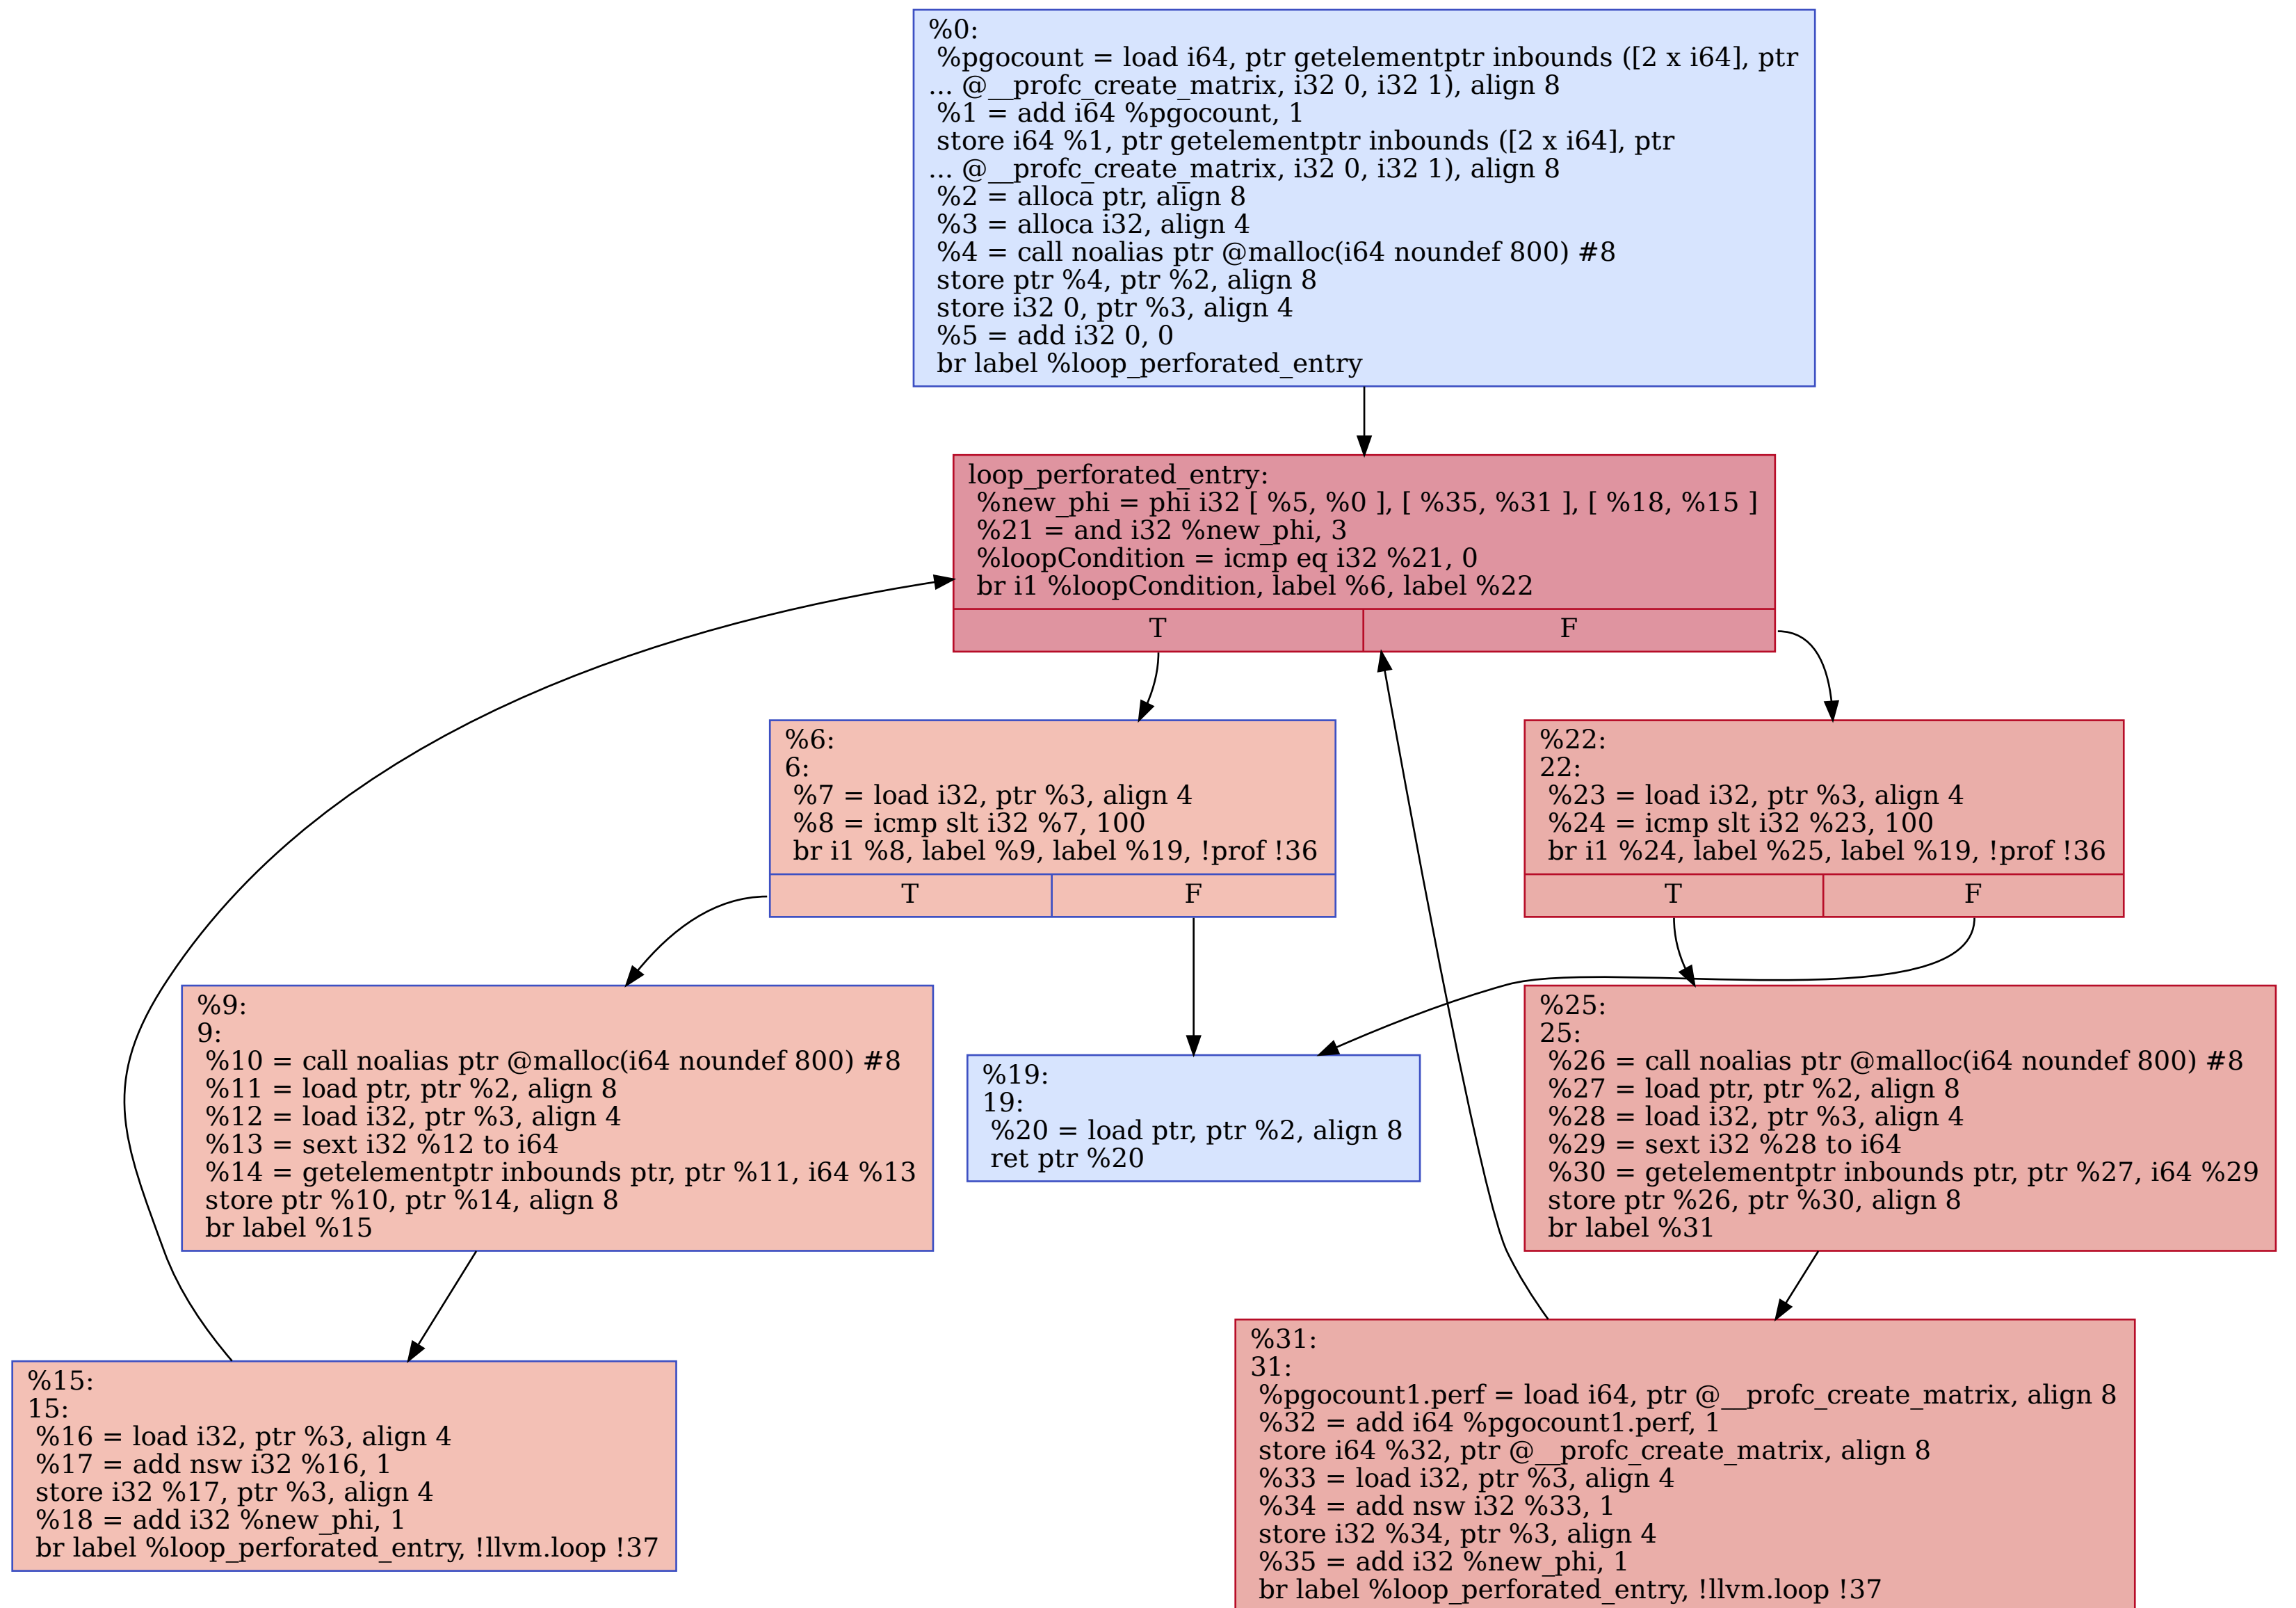 %0:
%pgocount = load i64, ptr getelementptr inbounds ([2 x i64], ptr
... @__profc_create_matrix, i32 0, i32 1), align 8
%1 = add i64 %pgocount, 1
store i64 %1, ptr getelementptr inbounds ([2 x i64], ptr
... @__profc_create_matrix, i32 0, i32 1), align 8
%2 = alloca ptr, align 8
%3 = alloca i32, align 4
%4 = call noalias ptr @malloc(i64 noundef 800) #8
store ptr %4, ptr %2, align 8
store i32 0, ptr %3, align 4
%5 = add i32 0, 0
br label %loop_perforated_entry
loop_perforated_entry:
%new_phi = phi i32 [ %5, %0 ], [ %35, %31 ], [ %18, %15 ]
%21 = and i32 %new_phi, 3
%loopCondition = icmp eq i32 %21, 0
br i1 %loopCondition, label %6, label %22
T
F
%6:
6:
%7 = load i32, ptr %3, align 4
%8 = icmp slt i32 %7, 100
br i1 %8, label %9, label %19, !prof !36
T
F
%22:
22:
%23 = load i32, ptr %3, align 4
%24 = icmp slt i32 %23, 100
br i1 %24, label %25, label %19, !prof !36
T
F
%9:
9:
%10 = call noalias ptr @malloc(i64 noundef 800) #8
%11 = load ptr, ptr %2, align 8
%12 = load i32, ptr %3, align 4
%13 = sext i32 %12 to i64
%14 = getelementptr inbounds ptr, ptr %11, i64 %13
store ptr %10, ptr %14, align 8
br label %15
%19:
19:
%20 = load ptr, ptr %2, align 8
ret ptr %20
%25:
25:
%26 = call noalias ptr @malloc(i64 noundef 800) #8
%27 = load ptr, ptr %2, align 8
%28 = load i32, ptr %3, align 4
%29 = sext i32 %28 to i64
%30 = getelementptr inbounds ptr, ptr %27, i64 %29
store ptr %26, ptr %30, align 8
br label %31
%15:
15:
%16 = load i32, ptr %3, align 4
%17 = add nsw i32 %16, 1
store i32 %17, ptr %3, align 4
%18 = add i32 %new_phi, 1
br label %loop_perforated_entry, !llvm.loop !37
%31:
31:
%pgocount1.perf = load i64, ptr @__profc_create_matrix, align 8
%32 = add i64 %pgocount1.perf, 1
store i64 %32, ptr @__profc_create_matrix, align 8
%33 = load i32, ptr %3, align 4
%34 = add nsw i32 %33, 1
store i32 %34, ptr %3, align 4
%35 = add i32 %new_phi, 1
br label %loop_perforated_entry, !llvm.loop !37